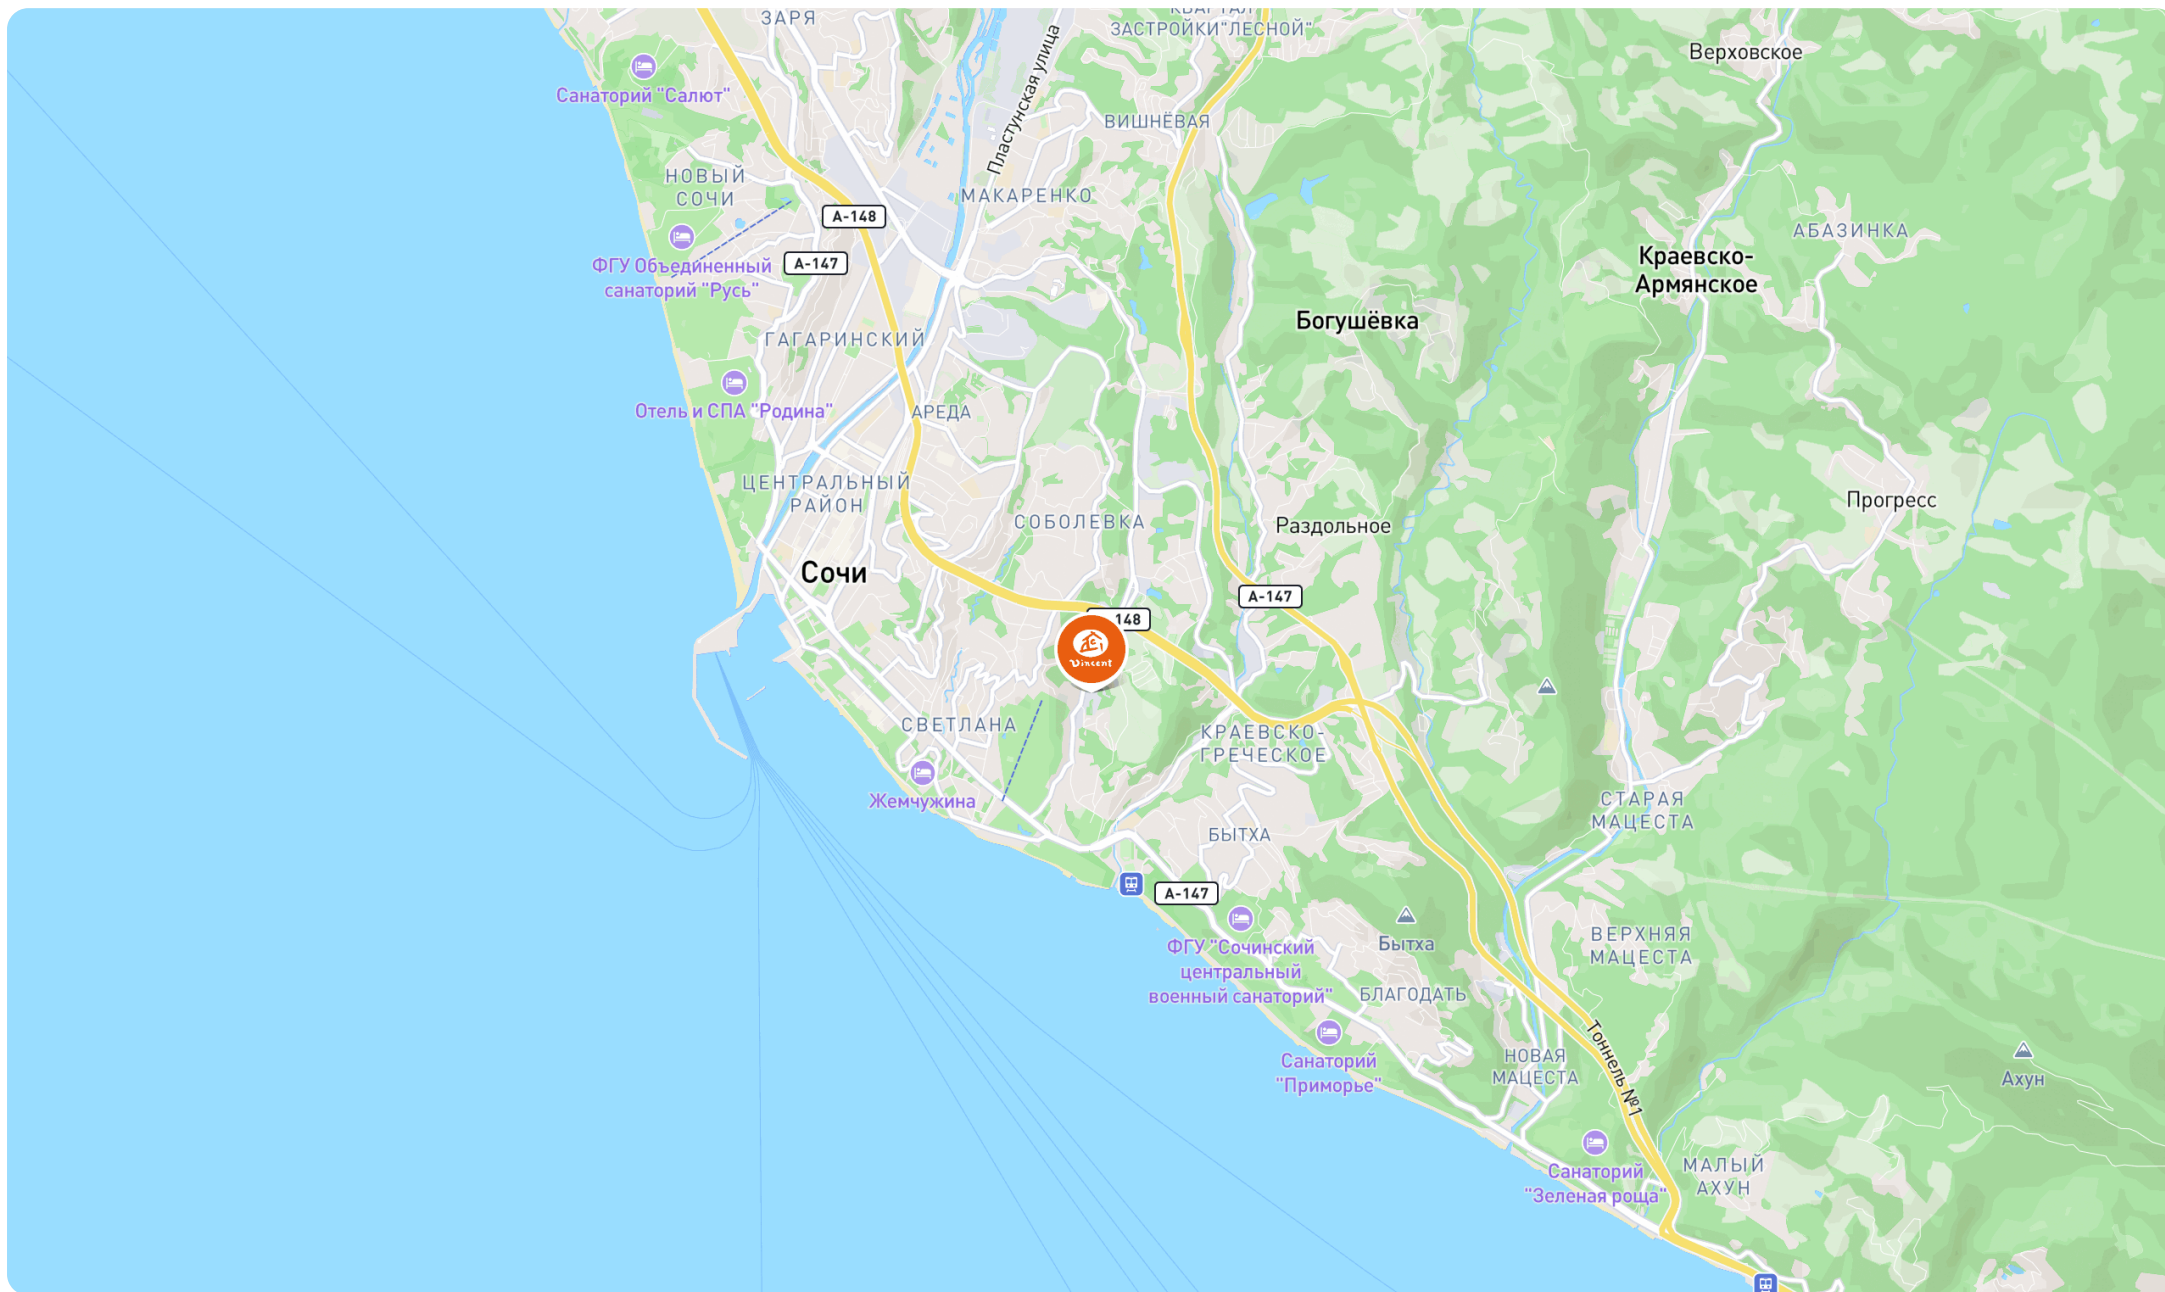 ЗАРЯ
КВАРТАЛ
ЗАСТРОЙКИ"ЛЕСНОЙ"
Верховское
Санаторий "Салют"
Пластунская улица
ВИШНЁВАЯ
НОВЫЙ
СОЧИ
МАКАРЕНКО
А-148
АБАЗИНКА
ФГУ Объединенный
санаторий "Русь"
А-147
Краевско-
Армянское
Богушёвка
ГАГАРИНСКИЙ
Отель и СПА "Родина"
АРЕДА
ЦЕНТРАЛЬНЫЙ
РАЙОН
Прогресс
СОБОЛЕВКА
Раздольное
Сочи
А-147
148
Vincent
СВЕТЛАНА
КРАЕВСКО-
ГРЕЧЕСКОЕ
Жемчужина
СТАРАЯ
МАЦЕСТА
БЫТХА
А-147
ФГУ "Сочинский
центральный
военный санаторий"
Бытха
ВЕРХНЯЯ
МАЦЕСТА
БЛАГОДАТЬ
Санаторий
"Приморье"
НОВАЯ
МАЦЕСТА
Тоннель №1
Ахун
Санаторий
"Зеленая роща"
МАЛЫЙ
АХУН